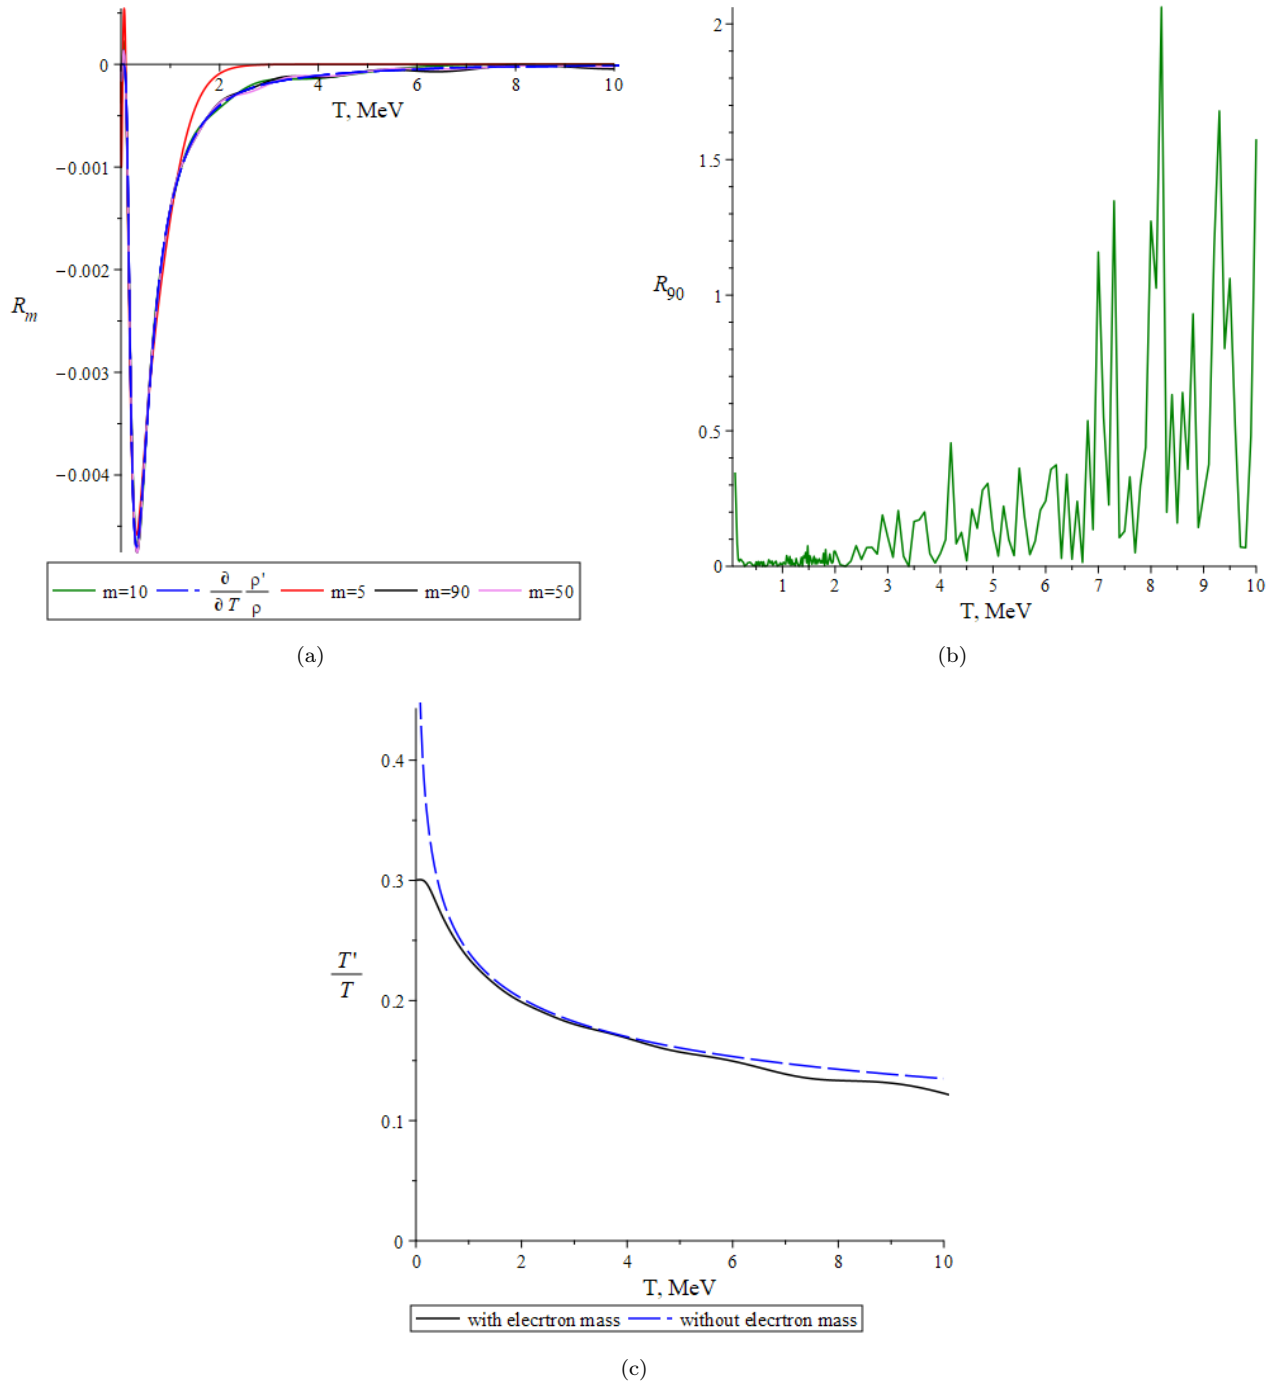 0
2
4
6
8
10
T, MeV
−0.001
−0.002
−0.003
−0.004
R_m
m=10
∂/∂T ρ'/ρ
m=5
m=90
m=50
(a)
2
1.5
1
0.5
0
R_90
1
2
3
4
5
6
7
8
9
10
T, MeV
(b)
0.4
0.3
0.2
0.1
0
T'/T
0
2
4
6
8
10
T, MeV
with elecrtron mass
without elecrtron mass
(c)